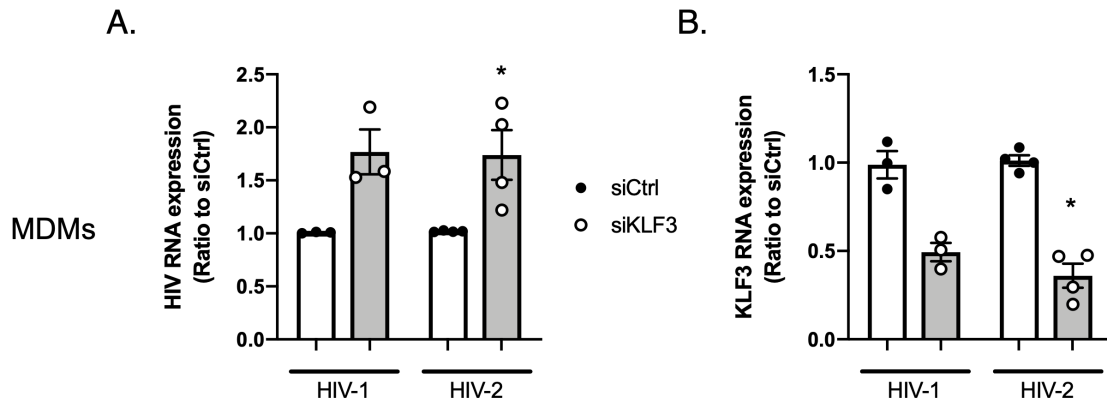 A.
B.
MDMs
HIV RNA expression
(Ratio to siCtrl)
2.5
2.0
1.5
1.0
0.5
0.0
*
HIV-1
HIV-2
siCtrl
siKLF3
KLF3 RNA expression
(Ratio to siCtrl)
1.5
1.0
0.5
0.0
*
HIV-1
HIV-2